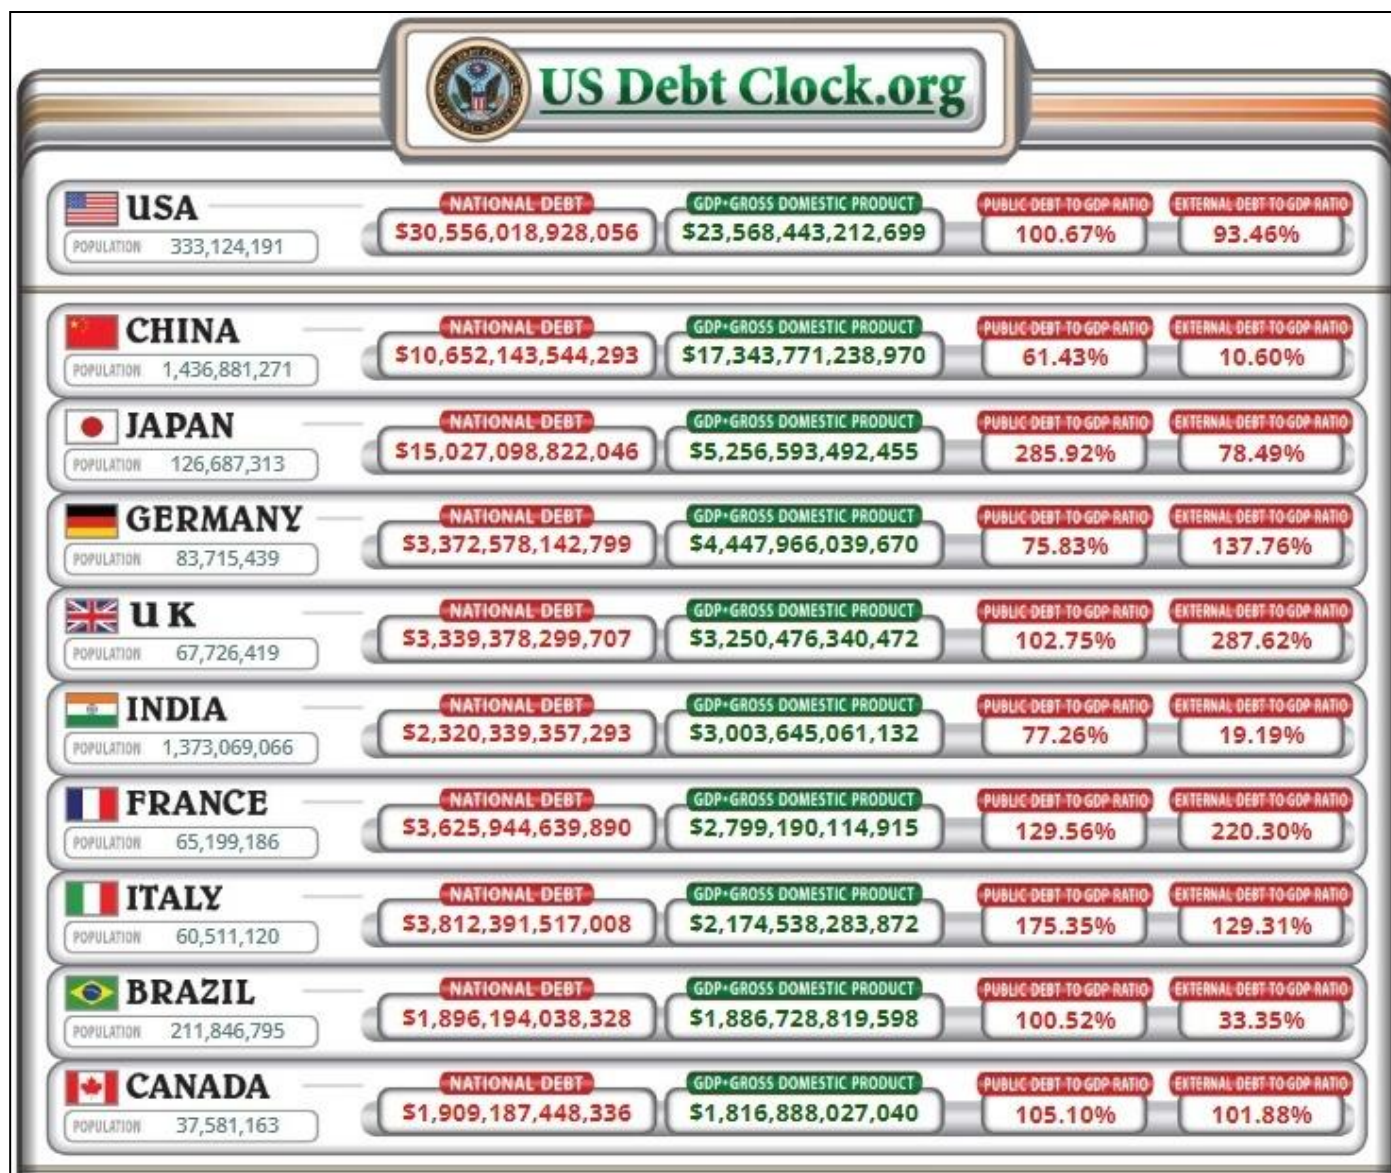 US Debt Clock.org
USA
NATIONAL DEBT GDP·GROSS DOMESTIC PRODUCT PUBLIC DEBT TO GDP RATIO EXTERNAL DEBT TO GDP RATIO
POPULATION 333,124,191 $30,556,018,928,056 $23,568,443,212,699 100.67% 93.46%
CHINA
NATIONAL DEBT GDP·GROSS DOMESTIC PRODUCT PUBLIC DEBT TO GDP RATIO EXTERNAL DEBT TO GDP RATIO
POPULATION 1,436,881,271 $10,652,143,544,293 $17,343,771,238,970 61.43% 10.60%
JAPAN
NATIONAL DEBT GDP·GROSS DOMESTIC PRODUCT PUBLIC DEBT TO GDP RATIO EXTERNAL DEBT TO GDP RATIO
POPULATION 126,687,313 $15,027,098,822,046 $5,256,593,492,455 285.92% 78.49%
GERMANY
NATIONAL DEBT GDP·GROSS DOMESTIC PRODUCT PUBLIC DEBT TO GDP RATIO EXTERNAL DEBT TO GDP RATIO
POPULATION 83,715,439 $3,372,578,142,799 $4,447,966,039,670 75.83% 137.76%
UK
NATIONAL DEBT GDP·GROSS DOMESTIC PRODUCT PUBLIC DEBT TO GDP RATIO EXTERNAL DEBT TO GDP RATIO
POPULATION 67,726,419 $3,339,378,299,707 $3,250,476,340,472 102.75% 287.62%
INDIA
NATIONAL DEBT GDP·GROSS DOMESTIC PRODUCT PUBLIC DEBT TO GDP RATIO EXTERNAL DEBT TO GDP RATIO
POPULATION 1,373,069,066 $2,320,339,357,293 $3,003,645,061,132 77.26% 19.19%
FRANCE
NATIONAL DEBT GDP·GROSS DOMESTIC PRODUCT PUBLIC DEBT TO GDP RATIO EXTERNAL DEBT TO GDP RATIO
POPULATION 65,199,186 $3,625,944,639,890 $2,799,190,114,915 129.56% 220.30%
ITALY
NATIONAL DEBT GDP·GROSS DOMESTIC PRODUCT PUBLIC DEBT TO GDP RATIO EXTERNAL DEBT TO GDP RATIO
POPULATION 60,511,120 $3,812,391,517,008 $2,174,538,283,872 175.35% 129.31%
BRAZIL
NATIONAL DEBT GDP·GROSS DOMESTIC PRODUCT PUBLIC DEBT TO GDP RATIO EXTERNAL DEBT TO GDP RATIO
POPULATION 211,846,795 $1,896,194,038,328 $1,886,728,819,598 100.52% 33.35%
CANADA
NATIONAL DEBT GDP·GROSS DOMESTIC PRODUCT PUBLIC DEBT TO GDP RATIO EXTERNAL DEBT TO GDP RATIO
POPULATION 37,581,163 $1,909,187,448,336 $1,816,888,027,040 105.10% 101.88%